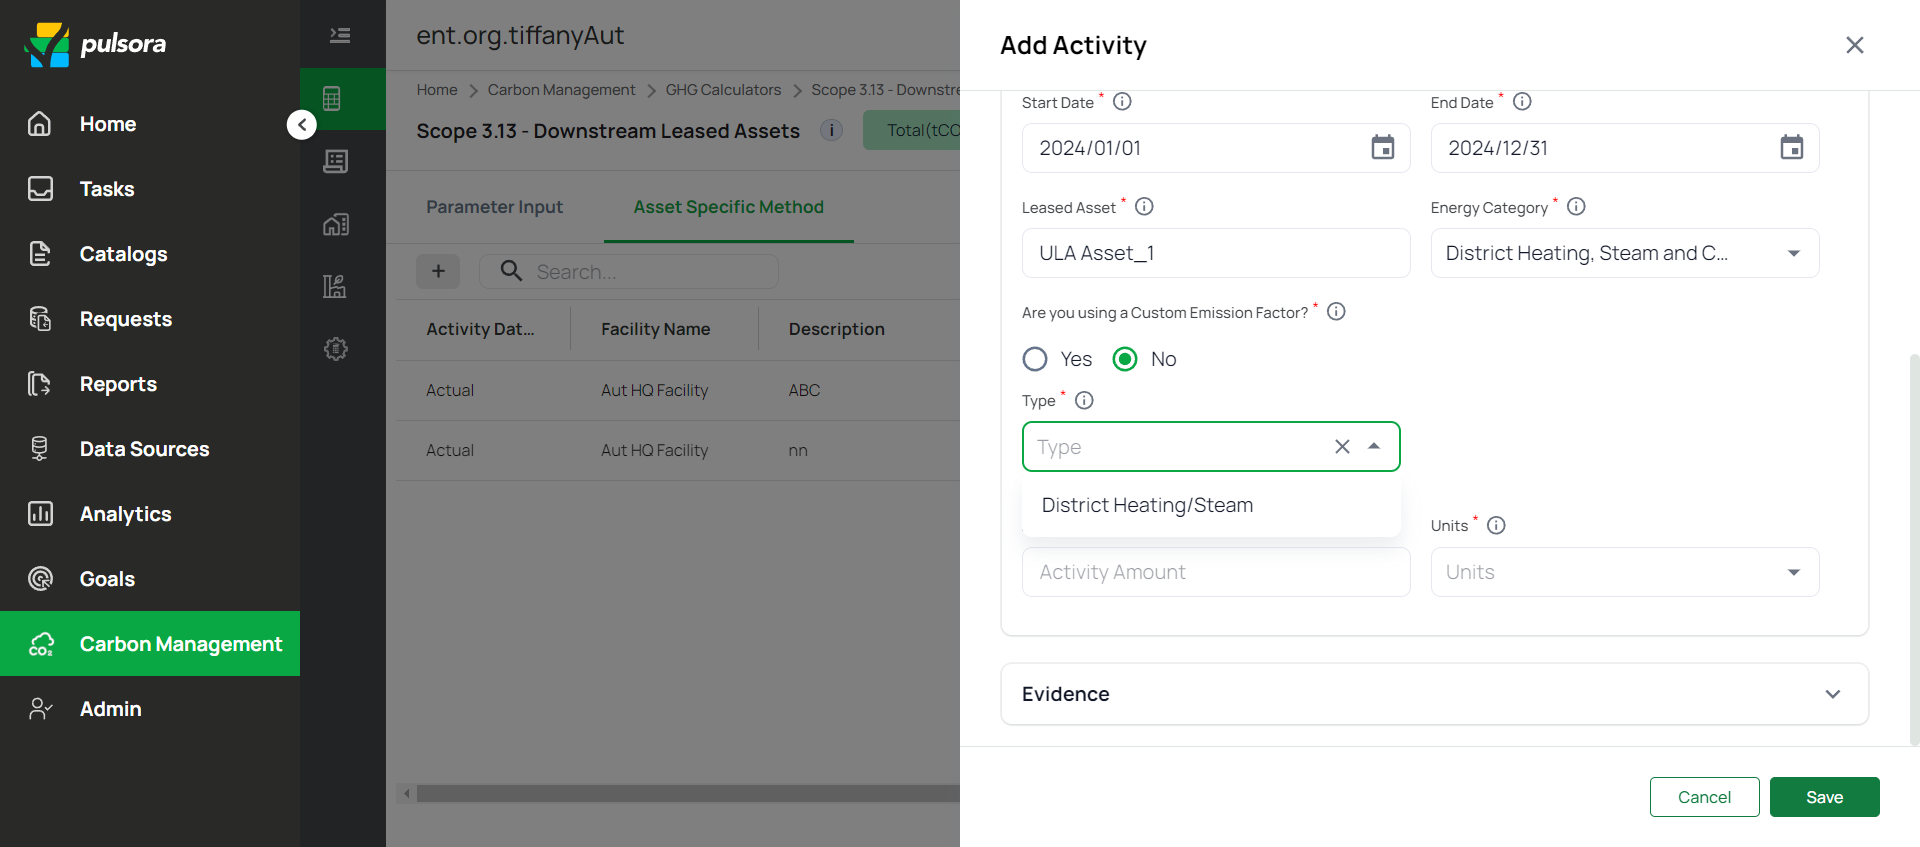 pulsora
Home
Tasks
Catalogs
Requests
Reports
Data Sources
Analytics
Goals
Carbon Management
Admin
ent.org.tiffanyAut
Home > Carbon Management > GHG Calculators > Scope 3.13 - Downstre
Scope 3.13 - Downstream Leased Assets i Total(tCO
Parameter Input Asset Specific Method
+ Search...
Activity Dat... Facility Name Description
Actual Aut HQ Facility ABC
Actual Aut HQ Facility nn
Add Activity
Start Date * End Date *
2024/01/01 2024/12/31
Leased Asset * Energy Category *
ULA Asset_1 District Heating, Steam and C...
Are you using a Custom Emission Factor? *
Yes No
Type *
Type
District Heating/Steam
Units *
Activity Amount Units
Evidence
Cancel Save